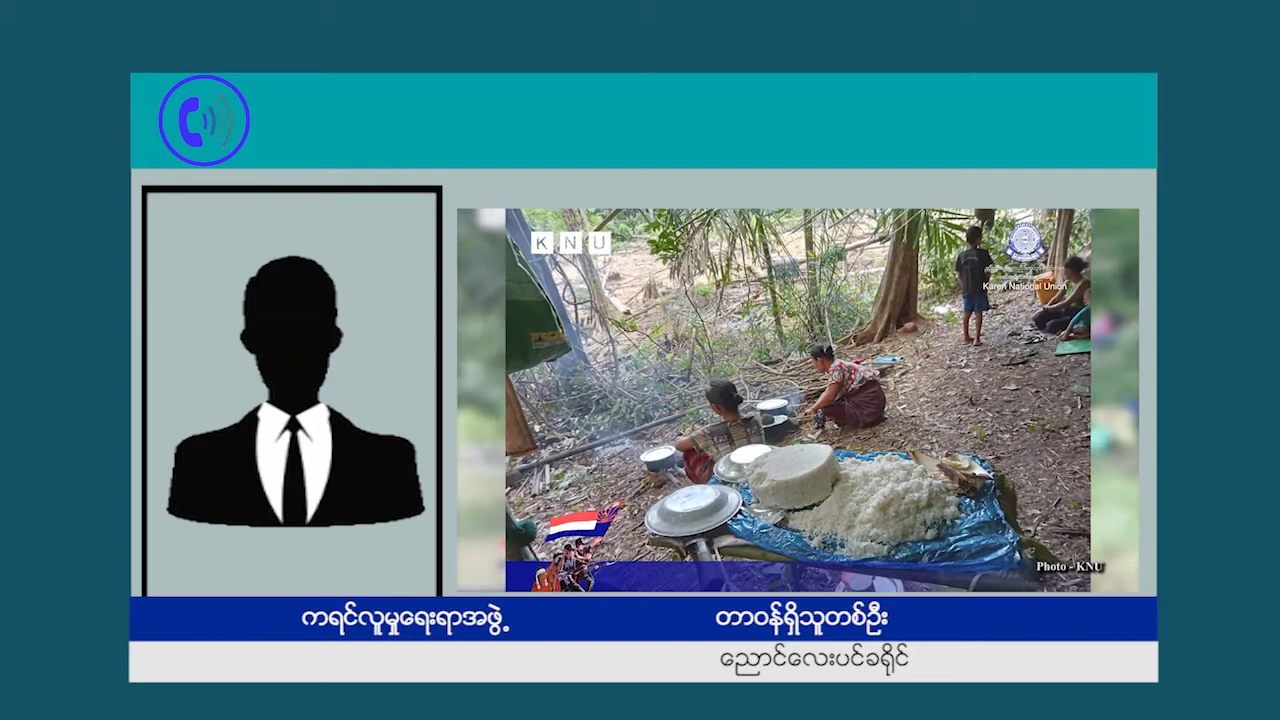 KNU
Karen National Union
Photo - KNU
ကရင်လူမှုရေးရာအဖွဲ့ တာဝန်ရှိသူတစ်ဦး
ညောင်လေးပင်ခရိုင်